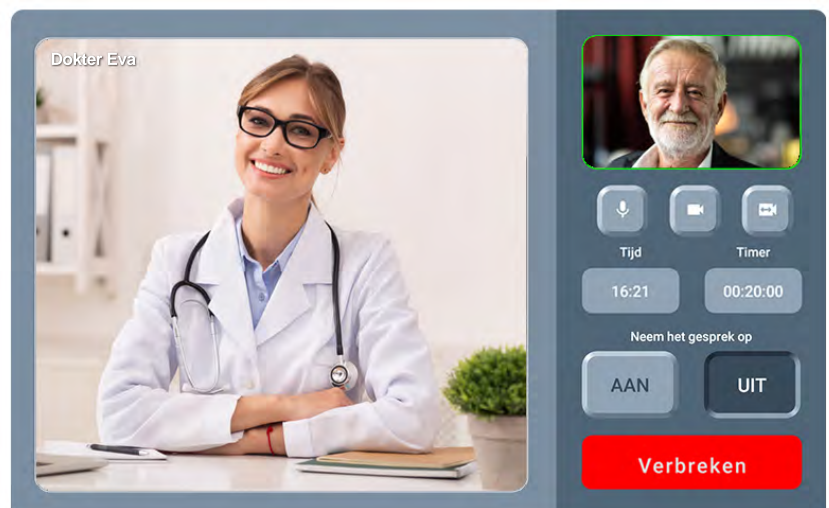 Dokter Eva
Tijd
Timer
16:21
00:20:00
Neem het gesprek op
AAN
UIT
Verbreken